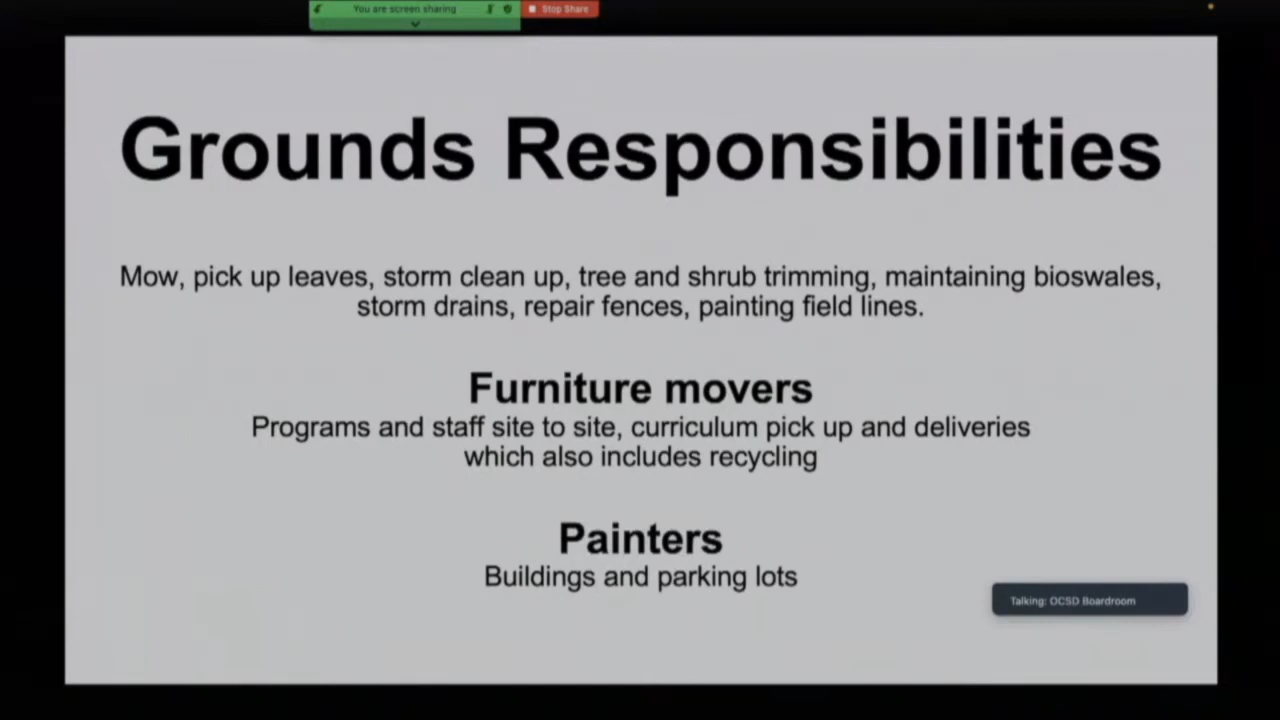 You are screen sharing
Stop Share
Grounds Responsibilities
Mow, pick up leaves, storm clean up, tree and shrub trimming, maintaining bioswales,
storm drains, repair fences, painting field lines.
Furniture movers
Programs and staff site to site, curriculum pick up and deliveries
which also includes recycling
Painters
Buildings and parking lots
Talking: OCSD Boardroom